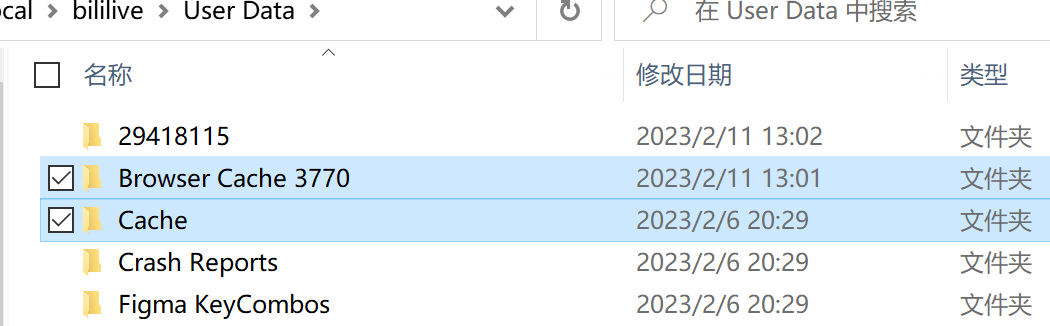 cal > bililive > User Data >
在 User Data 中搜索
名称 修改日期 类型
29418115 2023/2/11 13:02 文件夹
Browser Cache 3770 2023/2/11 13:01 文件夹
Cache 2023/2/6 20:29 文件夹
Crash Reports 2023/2/6 20:29 文件夹
Figma KeyCombos 2023/2/6 20:29 文件夹